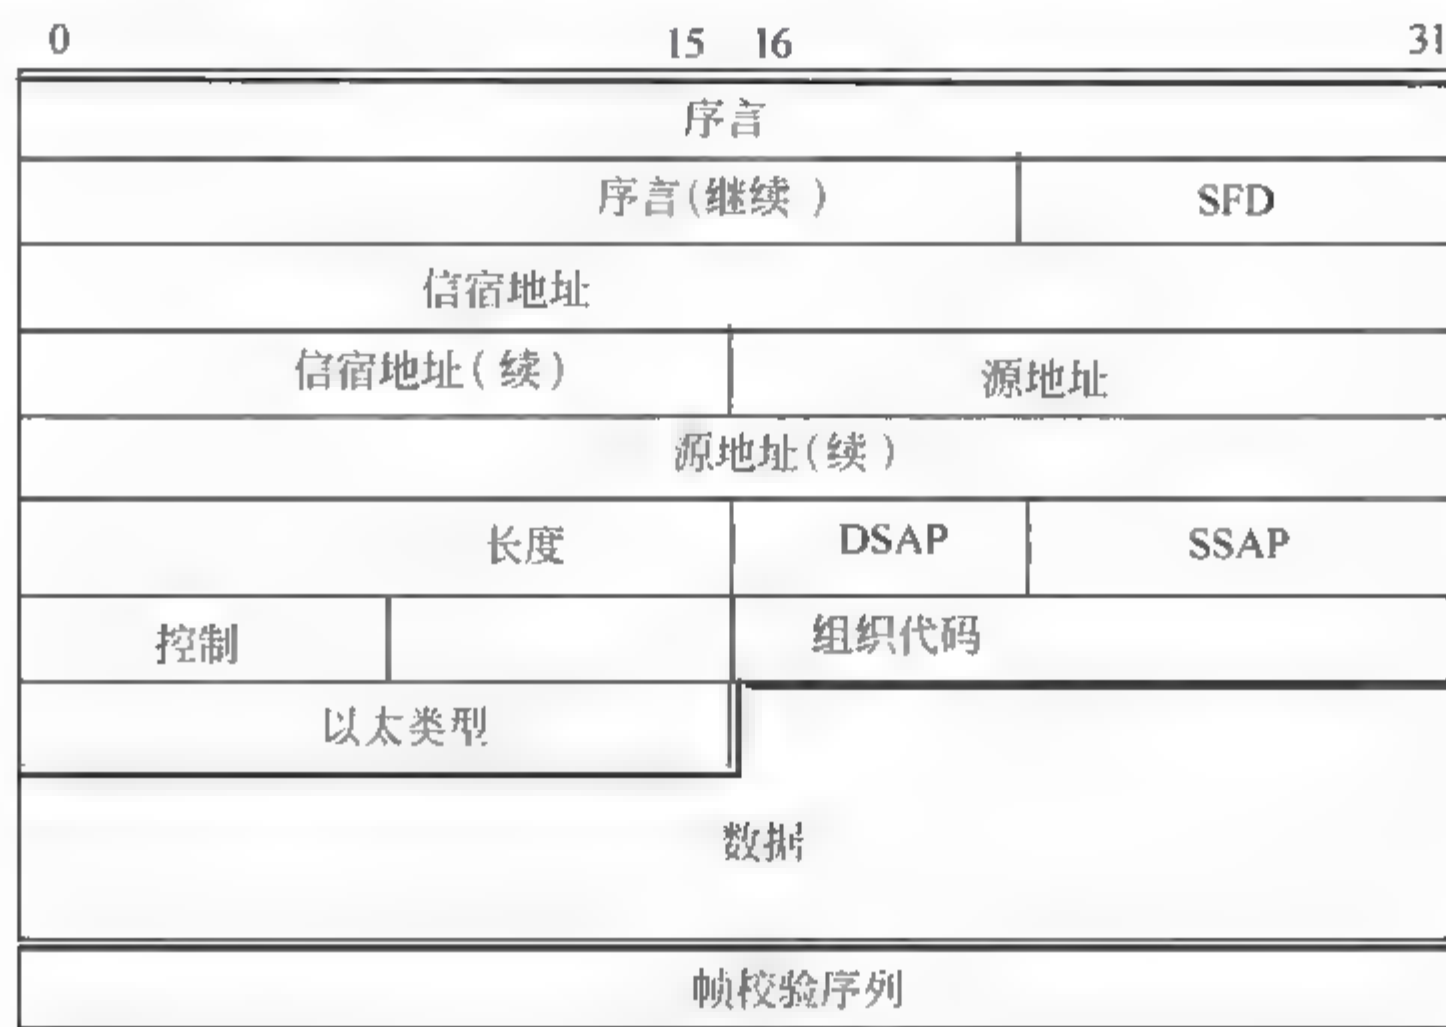 0 15 16 31
序言
序言(继续 ) SFD
信宿地址
信宿地址(续) 源地址
源地址(续 )
长度 DSAP SSAP
控制 组织代码
以太类型
数据
帧校验序列